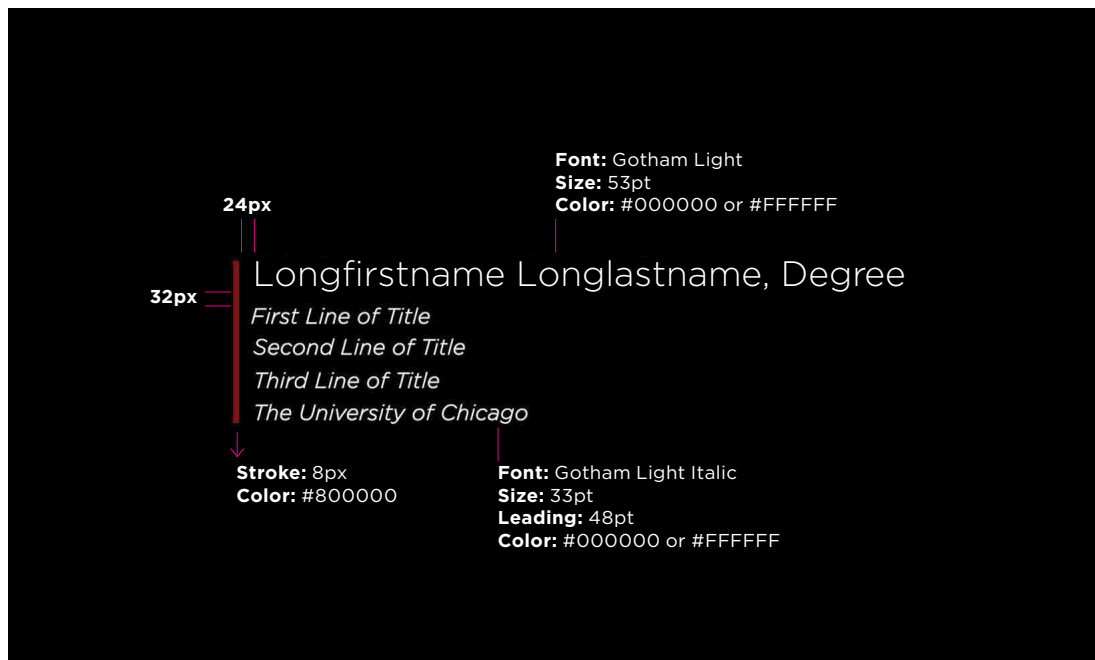 Font: Gotham Light
Size: 53pt
Color: #000000 or #FFFFFF
24px
Longfirstname Longlastname, Degree
32px
First Line of Title
Second Line of Title
Third Line of Title
The University of Chicago
Stroke: 8px
Color: #800000
Font: Gotham Light Italic
Size: 33pt
Leading: 48pt
Color: #000000 or #FFFFFF